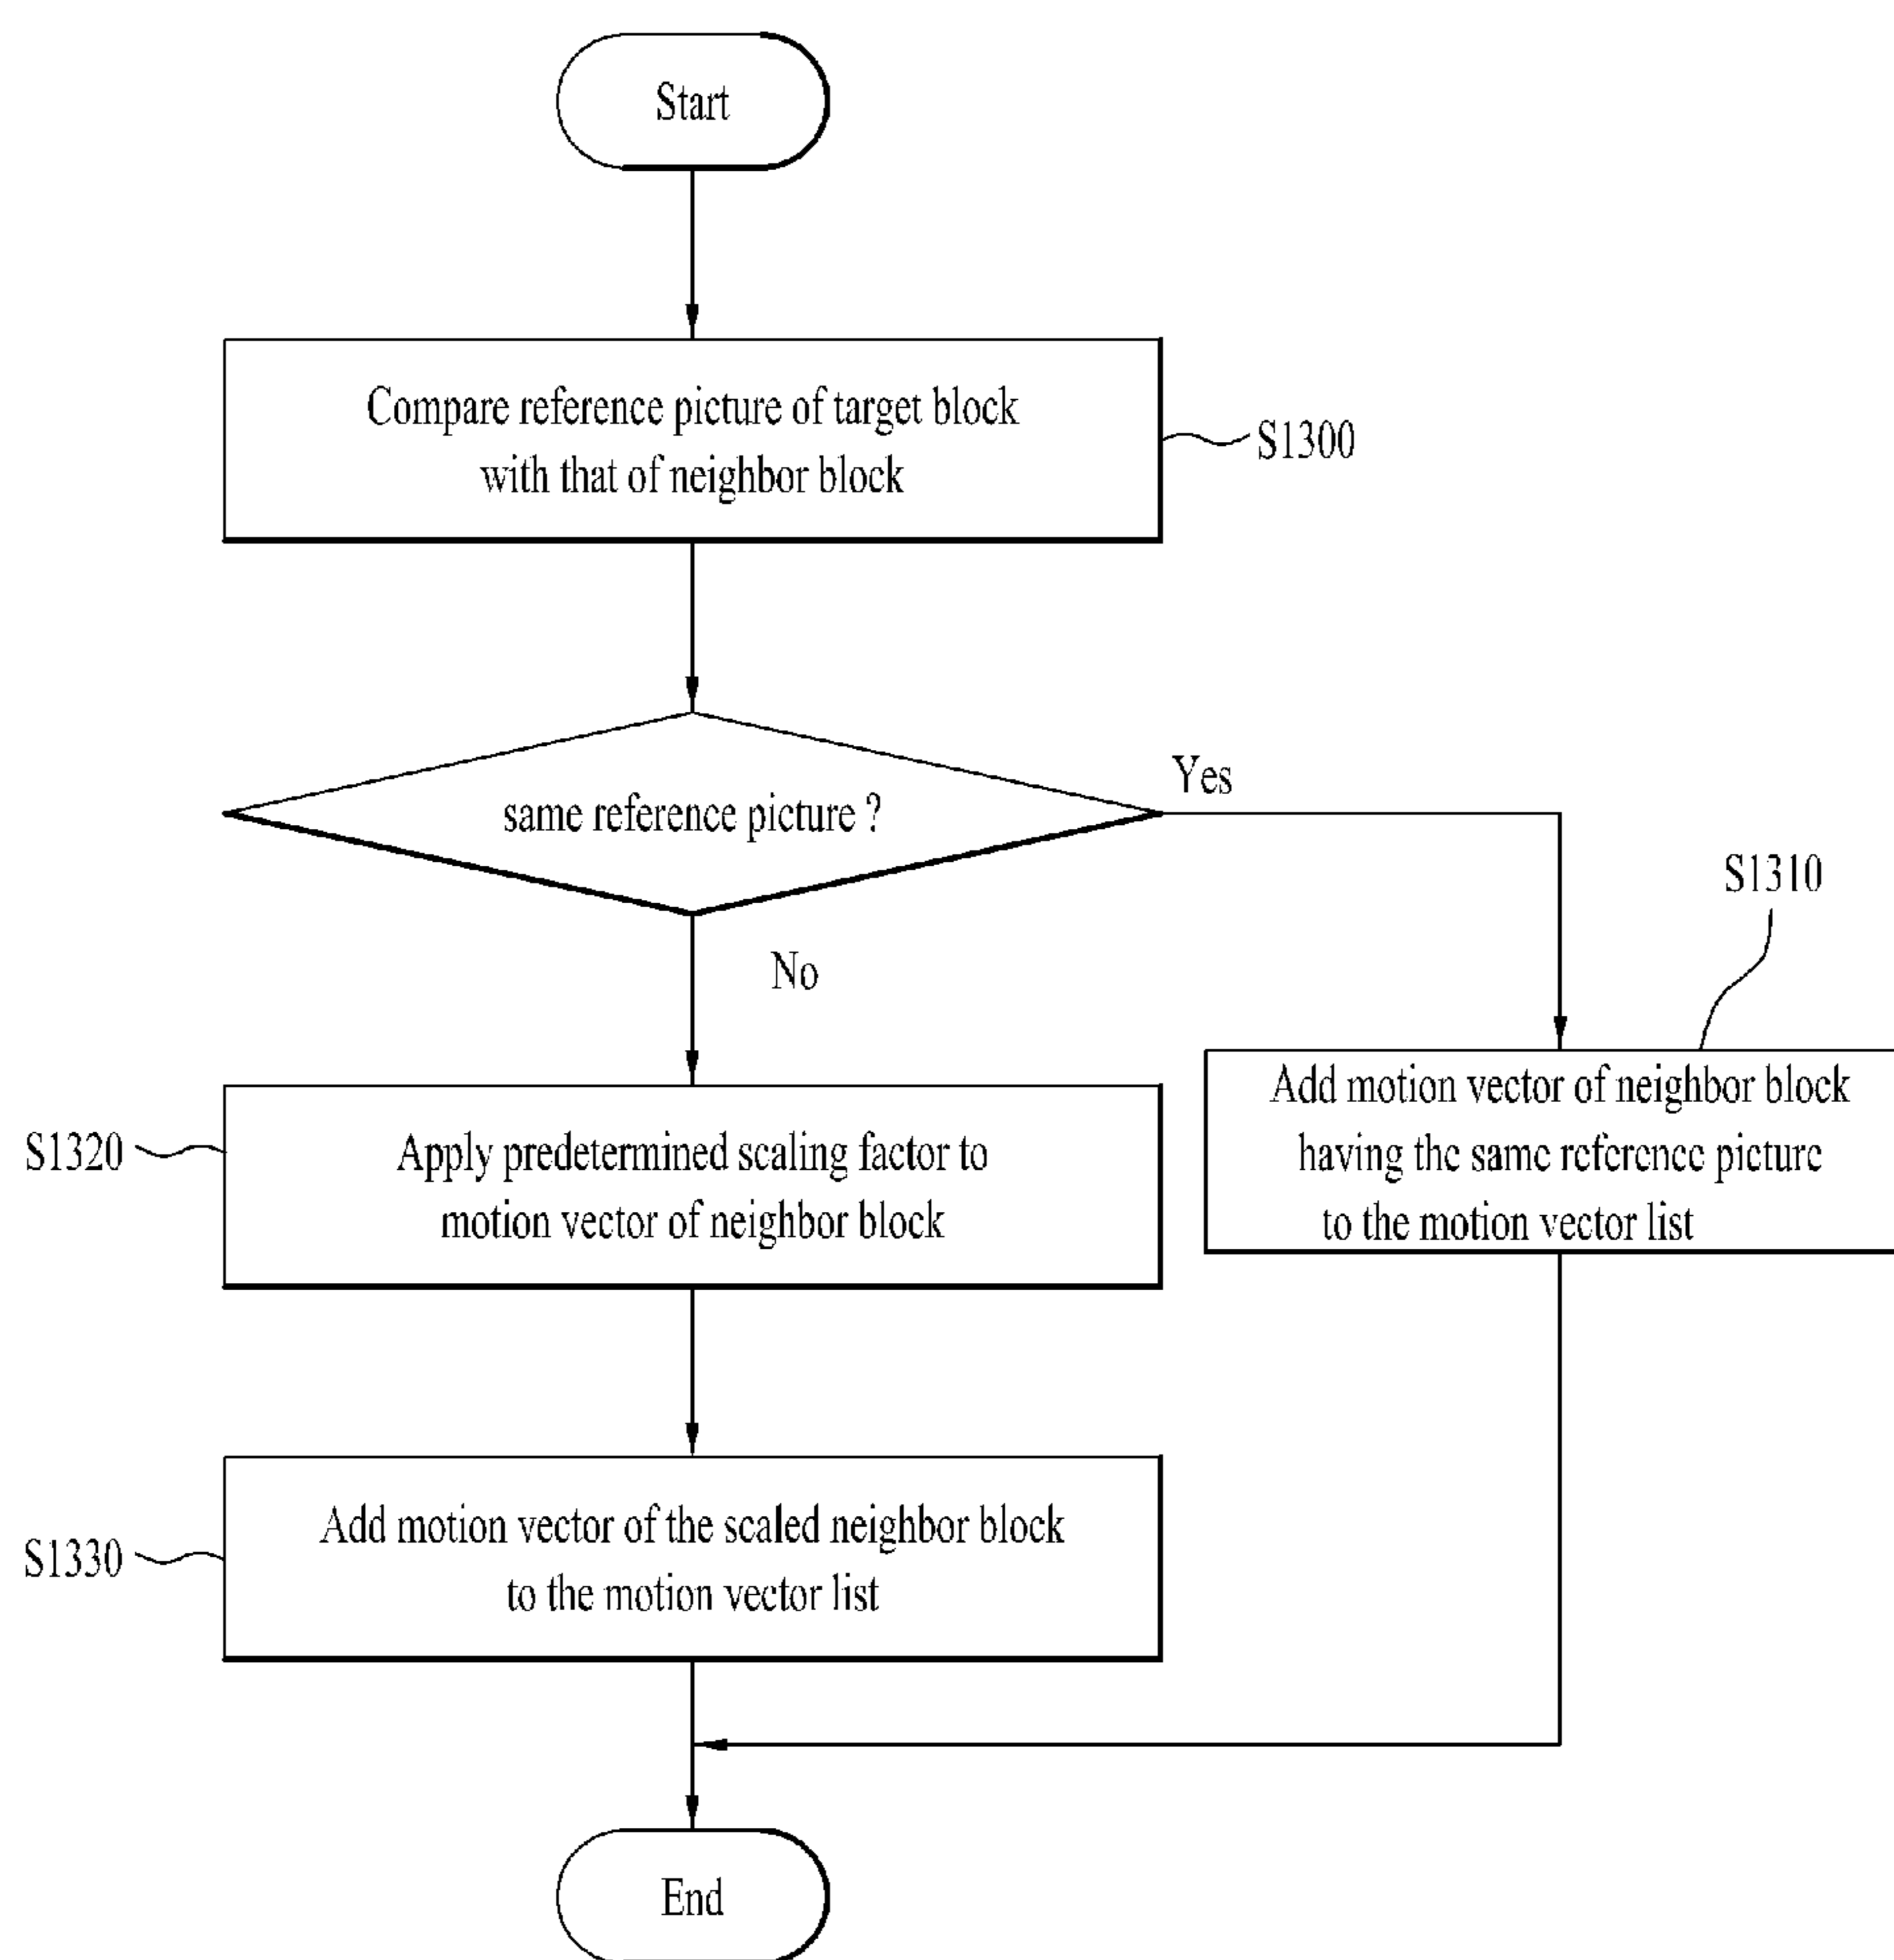 Start
Compare reference picture of target block
with that of neighbor block
S1300
same reference picture ?
Yes
No
S1310
Add motion vector of neighbor block
having the same reference picture
to the motion vector list
S1320
Apply predetermined scaling factor to
motion vector of neighbor block
S1330
Add motion vector of the scaled neighbor block
to the motion vector list
End